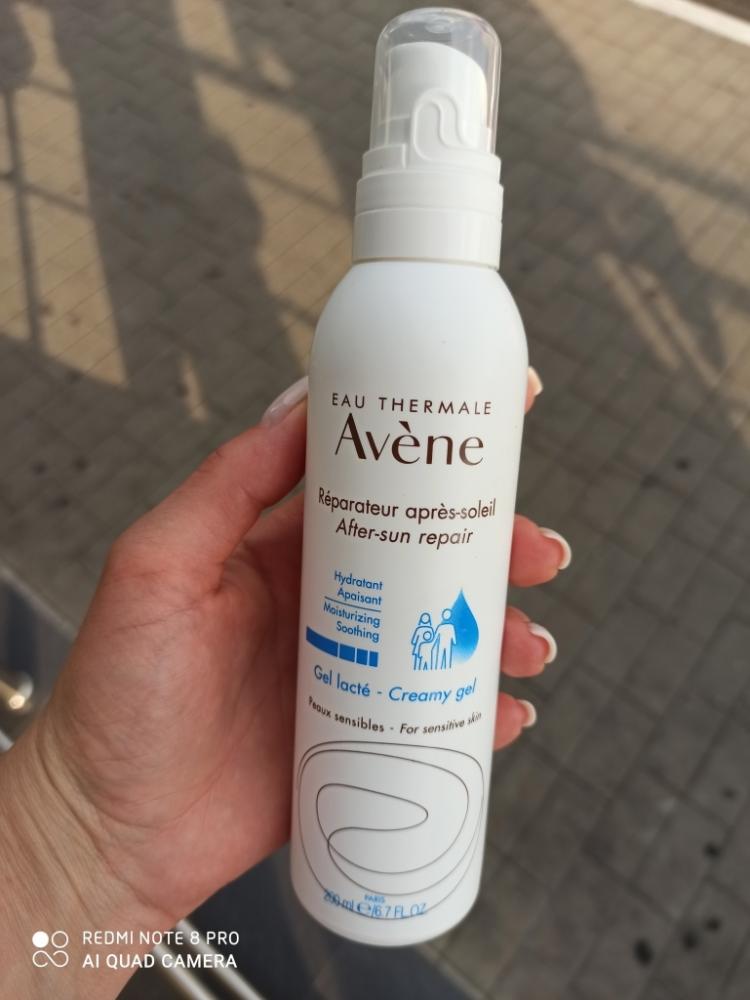 EAU THERMALE
Avène
Réparateur après-soleil
After-sun repair
Hydratant
Apaisant
Moisturizing
Soothing
Gel lacté - Creamy gel
Peaux sensibles - For sensitive skin
PARIS
200 ml e/6.7 FL.OZ
REDMI NOTE 8 PRO
AI QUAD CAMERA